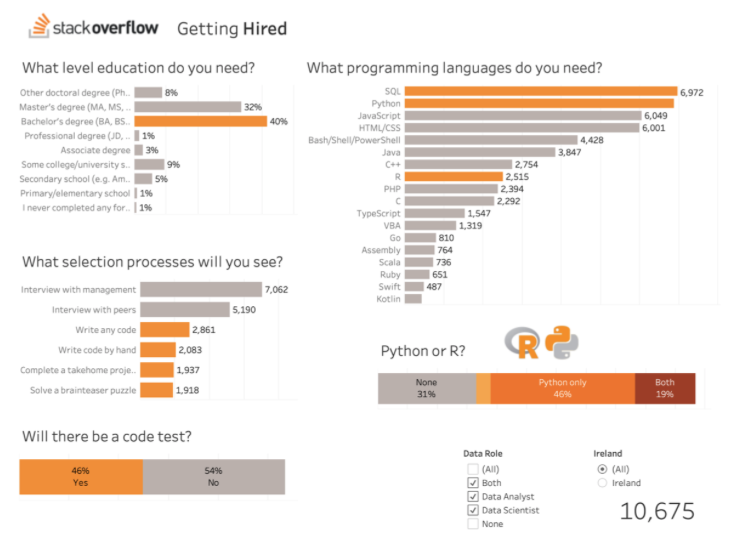 stackoverflow Getting Hired
What level education do you need?
Other doctoral degree (Ph.. 8%
Master's degree (MA, MS, .. 32%
Bachelor's degree (BA, BS.. 40%
Professional degree (JD, .. 1%
Associate degree 3%
Some college/university s.. 9%
Secondary school (e.g. Am.. 5%
Primary/elementary school 1%
I never completed any for.. 1%
What programming languages do you need?
SQL 6,972
Python
JavaScript 6,049
HTML/CSS 6,001
Bash/Shell/PowerShell 4,428
Java 3,847
C++ 2,754
R 2,515
PHP 2,394
C 2,292
TypeScript 1,547
VBA 1,319
Go 810
Assembly 764
Scala 736
Ruby 651
Swift 487
Kotlin
What selection processes will you see?
Interview with management 7,062
Interview with peers 5,190
Write any code 2,861
Write code by hand 2,083
Complete a takehome proje.. 1,937
Solve a brainteaser puzzle 1,918
Python or R?
R
None Python only Both
31% 46% 19%
Will there be a code test?
46% 54%
Yes No
Data Role
(All)
Both
Data Analyst
Data Scientist
None
Ireland
(All)
Ireland
10,675